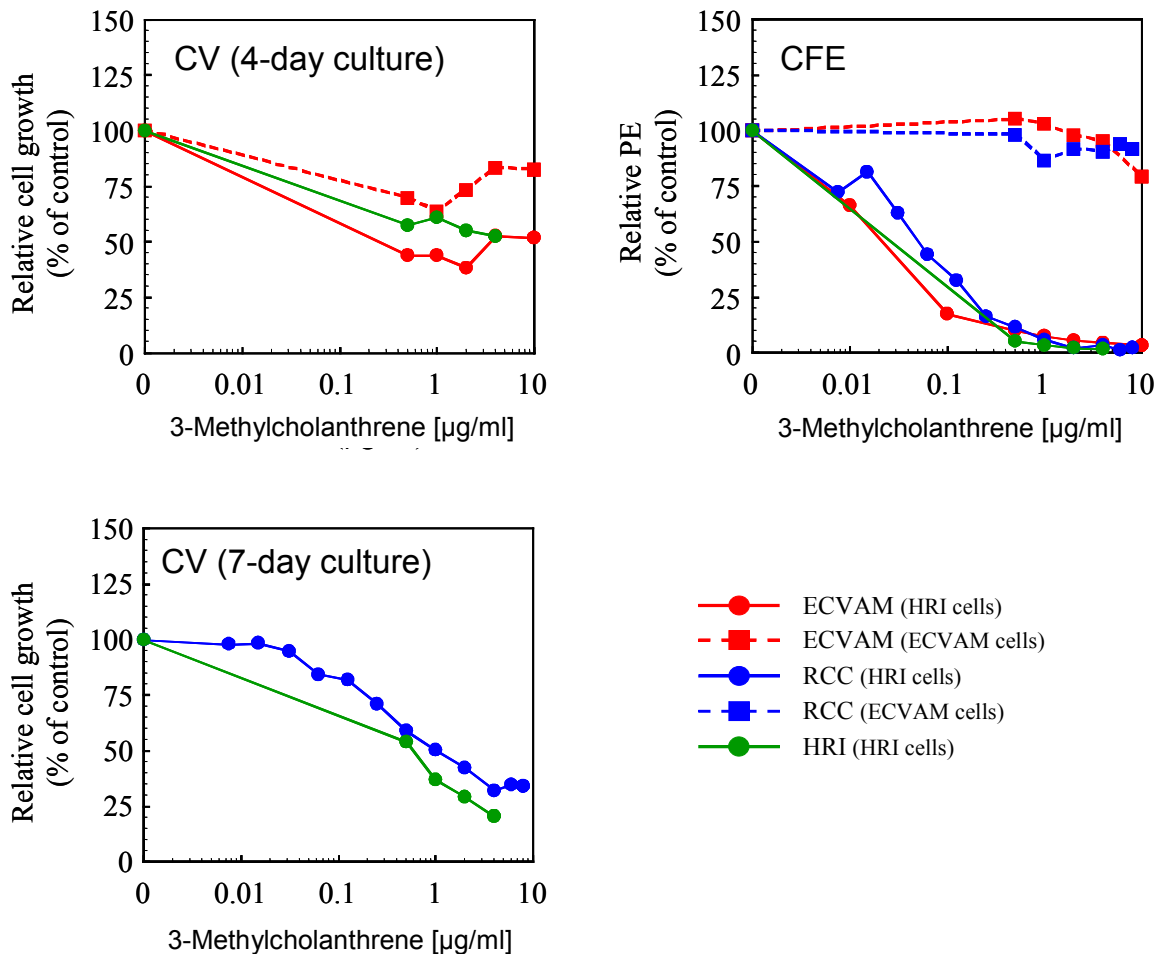 CV (4-day culture)
Relative cell growth
(% of control)
150
125
100
75
50
25
0
0 0.01 0.1 1 10
3-Methylcholanthrene [µg/ml]
CFE
Relative PE
(% of control)
150
125
100
75
50
25
0
0 0.01 0.1 1 10
3-Methylcholanthrene [µg/ml]
CV (7-day culture)
Relative cell growth
(% of control)
150
125
100
75
50
25
0
0 0.01 0.1 1 10
3-Methylcholanthrene [µg/ml]
ECVAM (HRI cells)
ECVAM (ECVAM cells)
RCC (HRI cells)
RCC (ECVAM cells)
HRI (HRI cells)